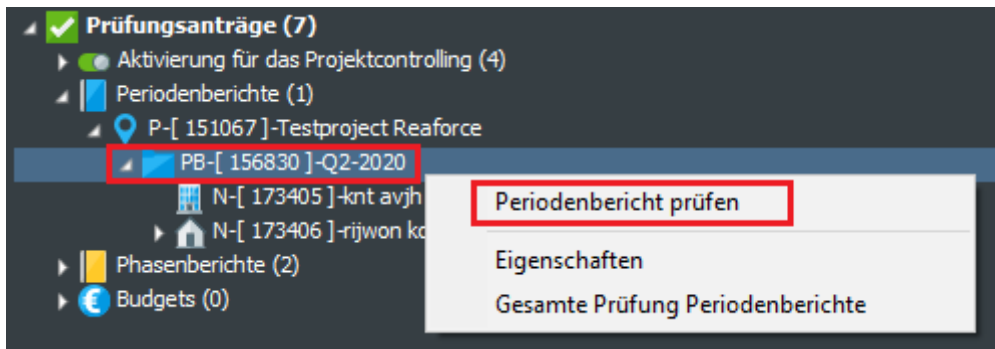 Prüfungsanträge (7)
Aktivierung für das Projektcontrolling (4)
Periodenberichte (1)
P-[ 151067 ]-Testproject Reaforce
PB-[ 156830 ]-Q2-2020
N-[ 173405 ]-knt avjh
N-[ 173406 ]-rijwon kc
Phasenberichte (2)
Budgets (0)
Periodenbericht prüfen
Eigenschaften
Gesamte Prüfung Periodenberichte